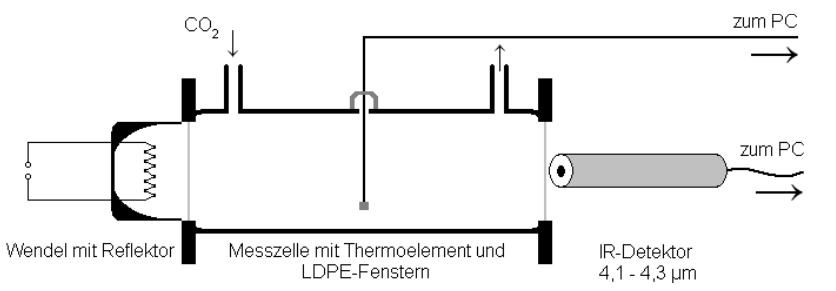 zum PC
CO₂
zum PC
Wendel mit Reflektor
Messzelle mit Thermoelement und
LDPE-Fenstern
IR-Detektor
4,1 - 4,3 µm